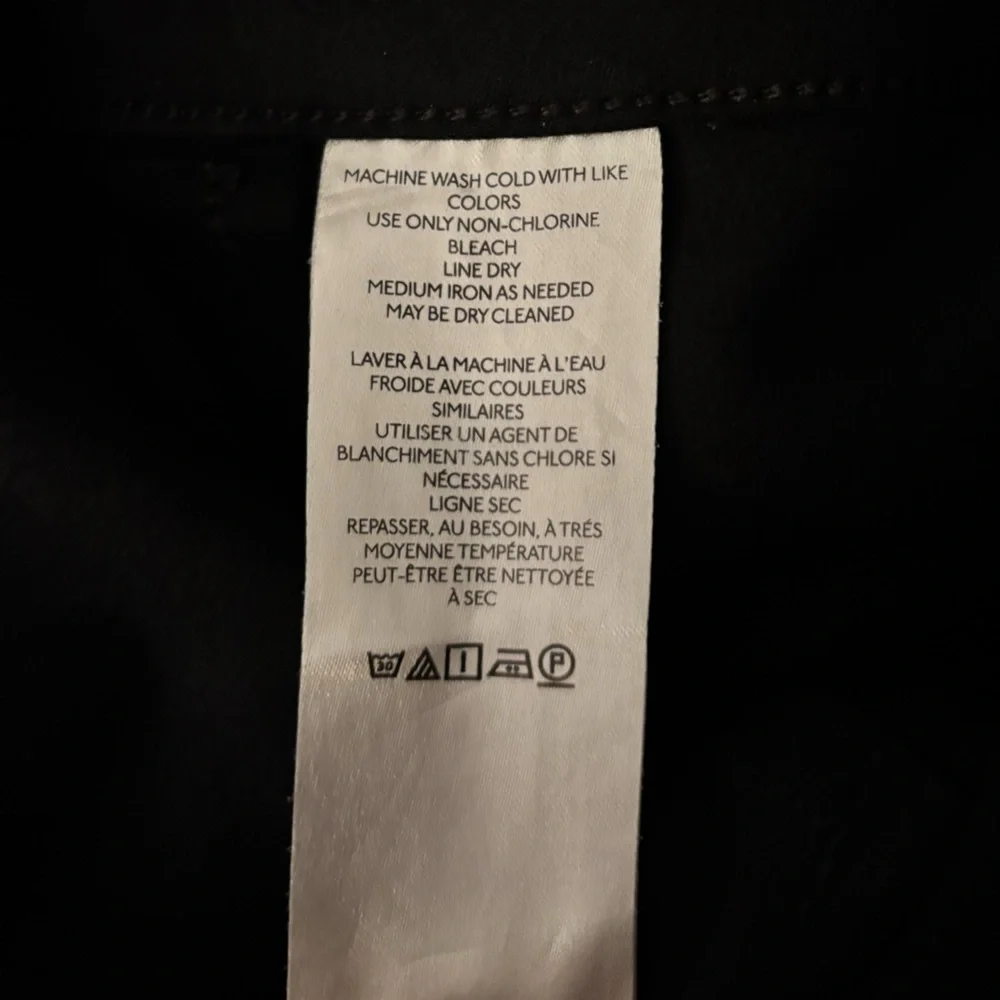 MACHINE WASH COLD WITH LIKE
COLORS
USE ONLY NON-CHLORINE
BLEACH
LINE DRY
MEDIUM IRON AS NEEDED
MAY BE DRY CLEANED
LAVER À LA MACHINE À L'EAU
FROIDE AVEC COULEURS
SIMILAIRES
UTILISER UN AGENT DE
BLANCHIMENT SANS CHLORE SI
NÉCESSAIRE
LIGNE SEC
REPASSER, AU BESOIN, À TRÉS
MOYENNE TEMPÉRATURE
PEUT-ÊTRE ÊTRE NETTOYÉE
À SEC
30 P